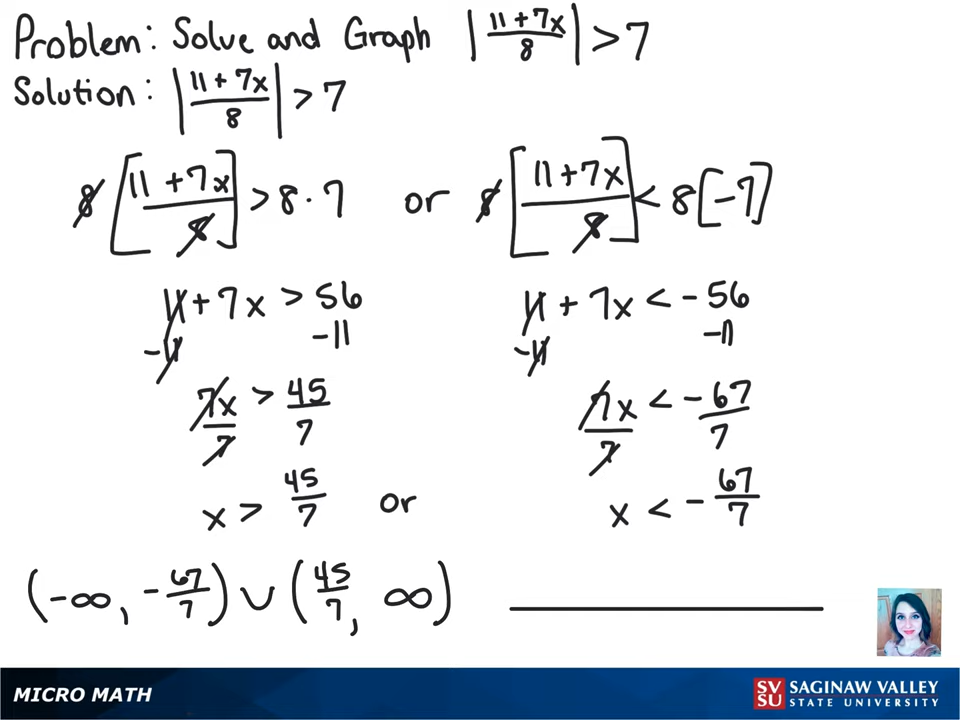 Problem: Solve and Graph |(11 + 7x)/8| > 7
Solution: |(11 + 7x)/8| > 7
8[(11 + 7x)/8] > 8 · 7 or 8[(11 + 7x)/8] < 8[-7]
11 + 7x > 56 11 + 7x < -56
-11 -11 -11 -11
7x/7 > 45/7 7x/7 < -67/7
x > 45/7 or x < -67/7
(-∞, -67/7) ∪ (45/7, ∞)
MICRO MATH SVSU SAGINAW VALLEY
STATE UNIVERSITY